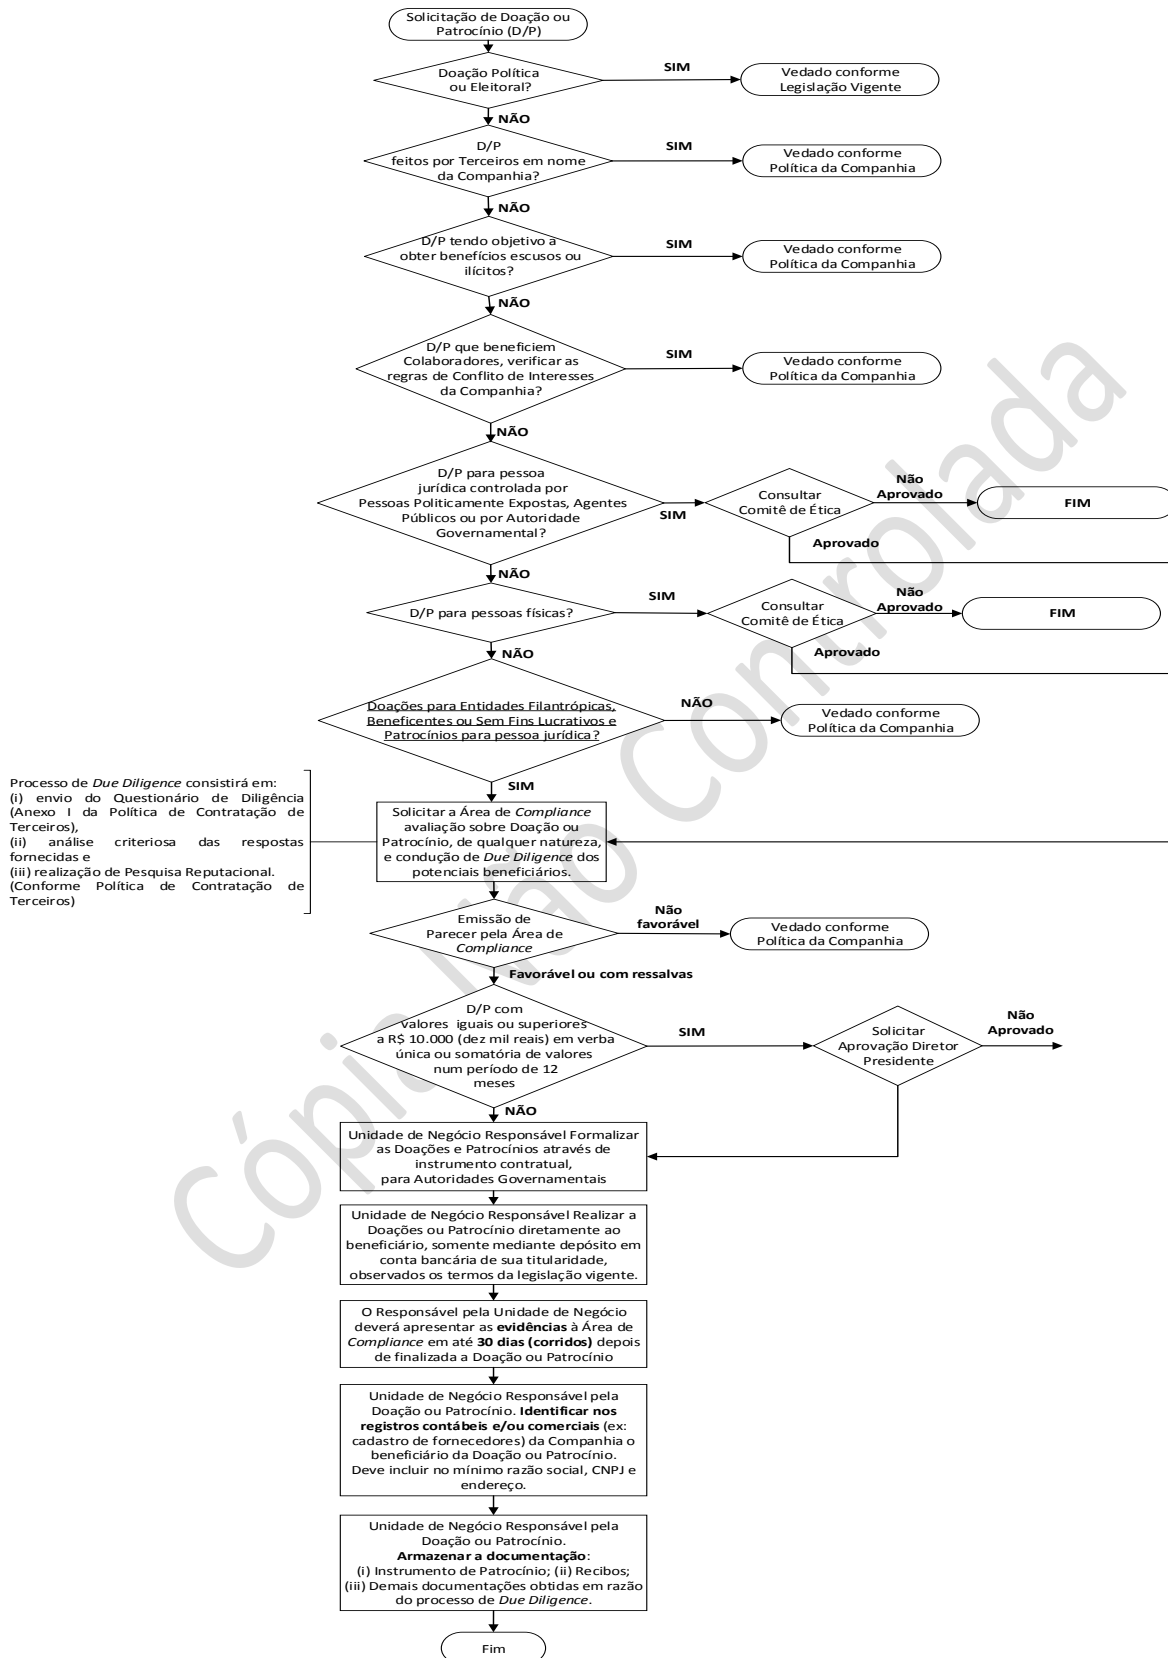 Solicitação de Doação ou
Patrocínio (D/P)
Doação Política
ou Eleitoral?
SIM
Vedado conforme
Legislação Vigente
NÃO
D/P
feitos por Terceiros em nome
da Companhia?
SIM
Vedado conforme
Política da Companhia
NÃO
D/P tendo objetivo a
obter benefícios escusos ou
ilícitos?
SIM
Vedado conforme
Política da Companhia
NÃO
D/P que beneficiem
Colaboradores, verificar as
regras de Conflito de Interesses
da Companhia?
SIM
Vedado conforme
Política da Companhia
NÃO
D/P para pessoa
jurídica controlada por
Pessoas Politicamente Expostas, Agentes
Públicos ou por Autoridade
Governamental?
SIM
Consultar
Comitê de Ética
Não
Aprovado
FIM
Aprovado
NÃO
D/P para pessoas físicas?
SIM
Consultar
Comitê de Ética
Não
Aprovado
FIM
Aprovado
NÃO
Doações para Entidades Filantrópicas,
Beneficentes ou Sem Fins Lucrativos e
Patrocínios para pessoa jurídica?
NÃO
Vedado conforme
Política da Companhia
SIM
Processo de Due Diligence consistirá em:
(i) envio do Questionário de Diligência
(Anexo I da Política de Contratação de
Terceiros),
(ii) análise criteriosa das respostas
fornecidas e
(iii) realização de Pesquisa Reputacional.
(Conforme Política de Contratação de
Terceiros)
Solicitar a Área de Compliance
avaliação sobre Doação ou
Patrocínio, de qualquer natureza,
e condução de Due Diligence dos
potenciais beneficiários.
Emissão de
Parecer pela Área de
Compliance
Não
favorável
Vedado conforme
Política da Companhia
Favorável ou com ressalvas
D/P com
valores iguais ou superiores
a R$ 10.000 (dez mil reais) em verba
única ou somatória de valores
num período de 12
meses
SIM
Solicitar
Aprovação Diretor
Presidente
Não
Aprovado
NÃO
Unidade de Negócio Responsável Formalizar
as Doações e Patrocínios através de
instrumento contratual,
para Autoridades Governamentais
Unidade de Negócio Responsável Realizar a
Doações ou Patrocínio diretamente ao
beneficiário, somente mediante depósito em
conta bancária de sua titularidade,
observados os termos da legislação vigente.
O Responsável pela Unidade de Negócio
deverá apresentar as evidências à Área de
Compliance em até 30 dias (corridos) depois
de finalizada a Doação ou Patrocínio
Unidade de Negócio Responsável pela
Doação ou Patrocínio. Identificar nos
registros contábeis e/ou comerciais (ex:
cadastro de fornecedores) da Companhia o
beneficiário da Doação ou Patrocínio.
Deve incluir no mínimo razão social, CNPJ e
endereço.
Unidade de Negócio Responsável pela
Doação ou Patrocínio.
Armazenar a documentação:
(i) Instrumento de Patrocínio; (ii) Recibos;
(iii) Demais documentações obtidas em razão
do processo de Due Diligence.
Fim
Cópia Não Controlada